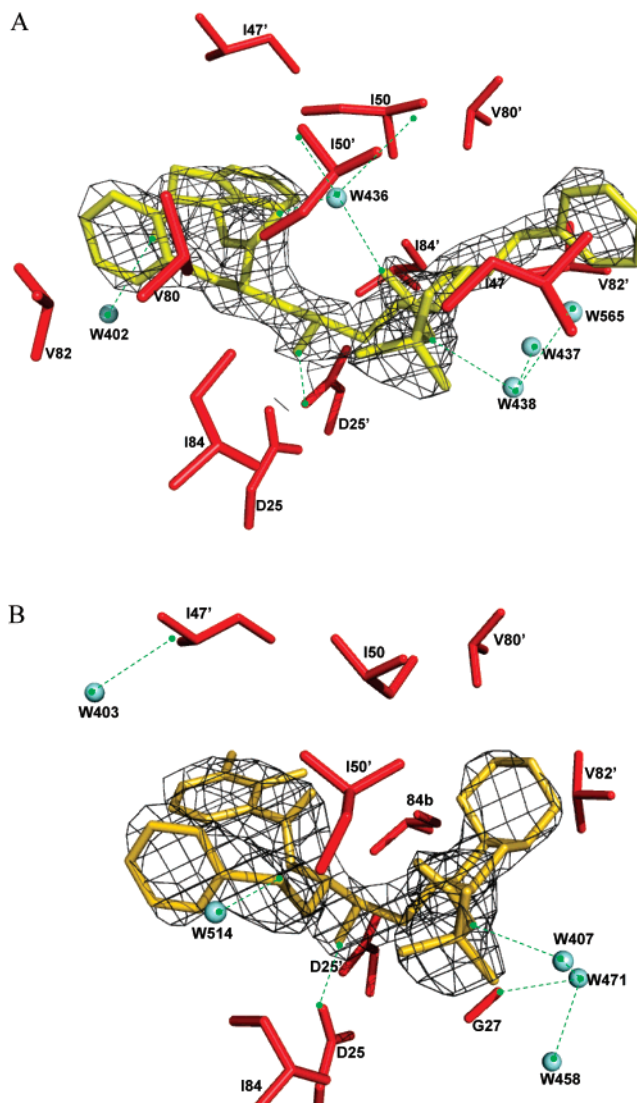 A
I47'
I50
V80'
I50'
W436
I84'
V80
I47
V82'
W402
W565
V82
W437
W438
D25'
I84
D25
B
I47'
I50
V80'
W403
I50'
V82'
84b
W514
W407
D25'
W471
G27
D25
W458
I84